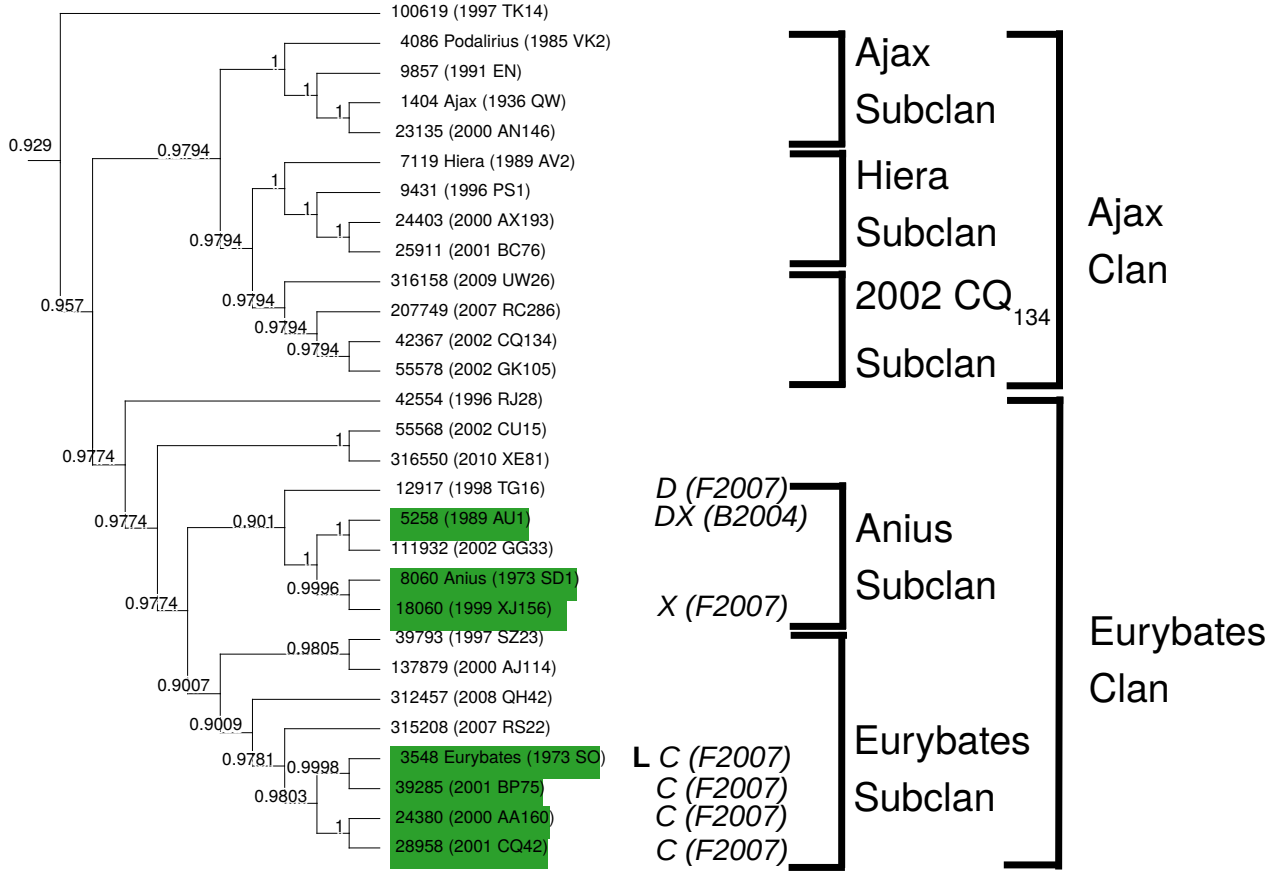 100619 (1997 TK14)
4086 Podalirius (1985 VK2)
1
9857 (1991 EN)
1
1404 Ajax (1936 QW)
1
23135 (2000 AN146)
Ajax
Subclan
0.929
0.9794
7119 Hiera (1989 AV2)
1
9431 (1996 PS1)
1
24403 (2000 AX193)
1
25911 (2001 BC76)
Hiera
Subclan
0.9794
316158 (2009 UW26)
0.9794
207749 (2007 RC286)
0.9794
42367 (2002 CQ134)
0.9794
55578 (2002 GK105)
2002 CQ134
Subclan
Ajax
Clan
0.957
42554 (1996 RJ28)
0.9774
55568 (2002 CU15)
1
316550 (2010 XE81)
0.9774
12917 (1998 TG16) D (F2007)
0.901
5258 (1989 AU1) DX (B2004)
1
111932 (2002 GG33)
1
8060 Anius (1973 SD1)
0.9996
18060 (1999 XJ156) X (F2007)
Anius
Subclan
0.9774
39793 (1997 SZ23)
0.9805
137879 (2000 AJ114)
0.9007
312457 (2008 QH42)
0.9009
315208 (2007 RS22)
0.9781
3548 Eurybates (1973 SO) L C (F2007)
0.9998
39285 (2001 BP75) C (F2007)
0.9803
24380 (2000 AA160) C (F2007)
1
28958 (2001 CQ42) C (F2007)
Eurybates
Subclan
Eurybates
Clan